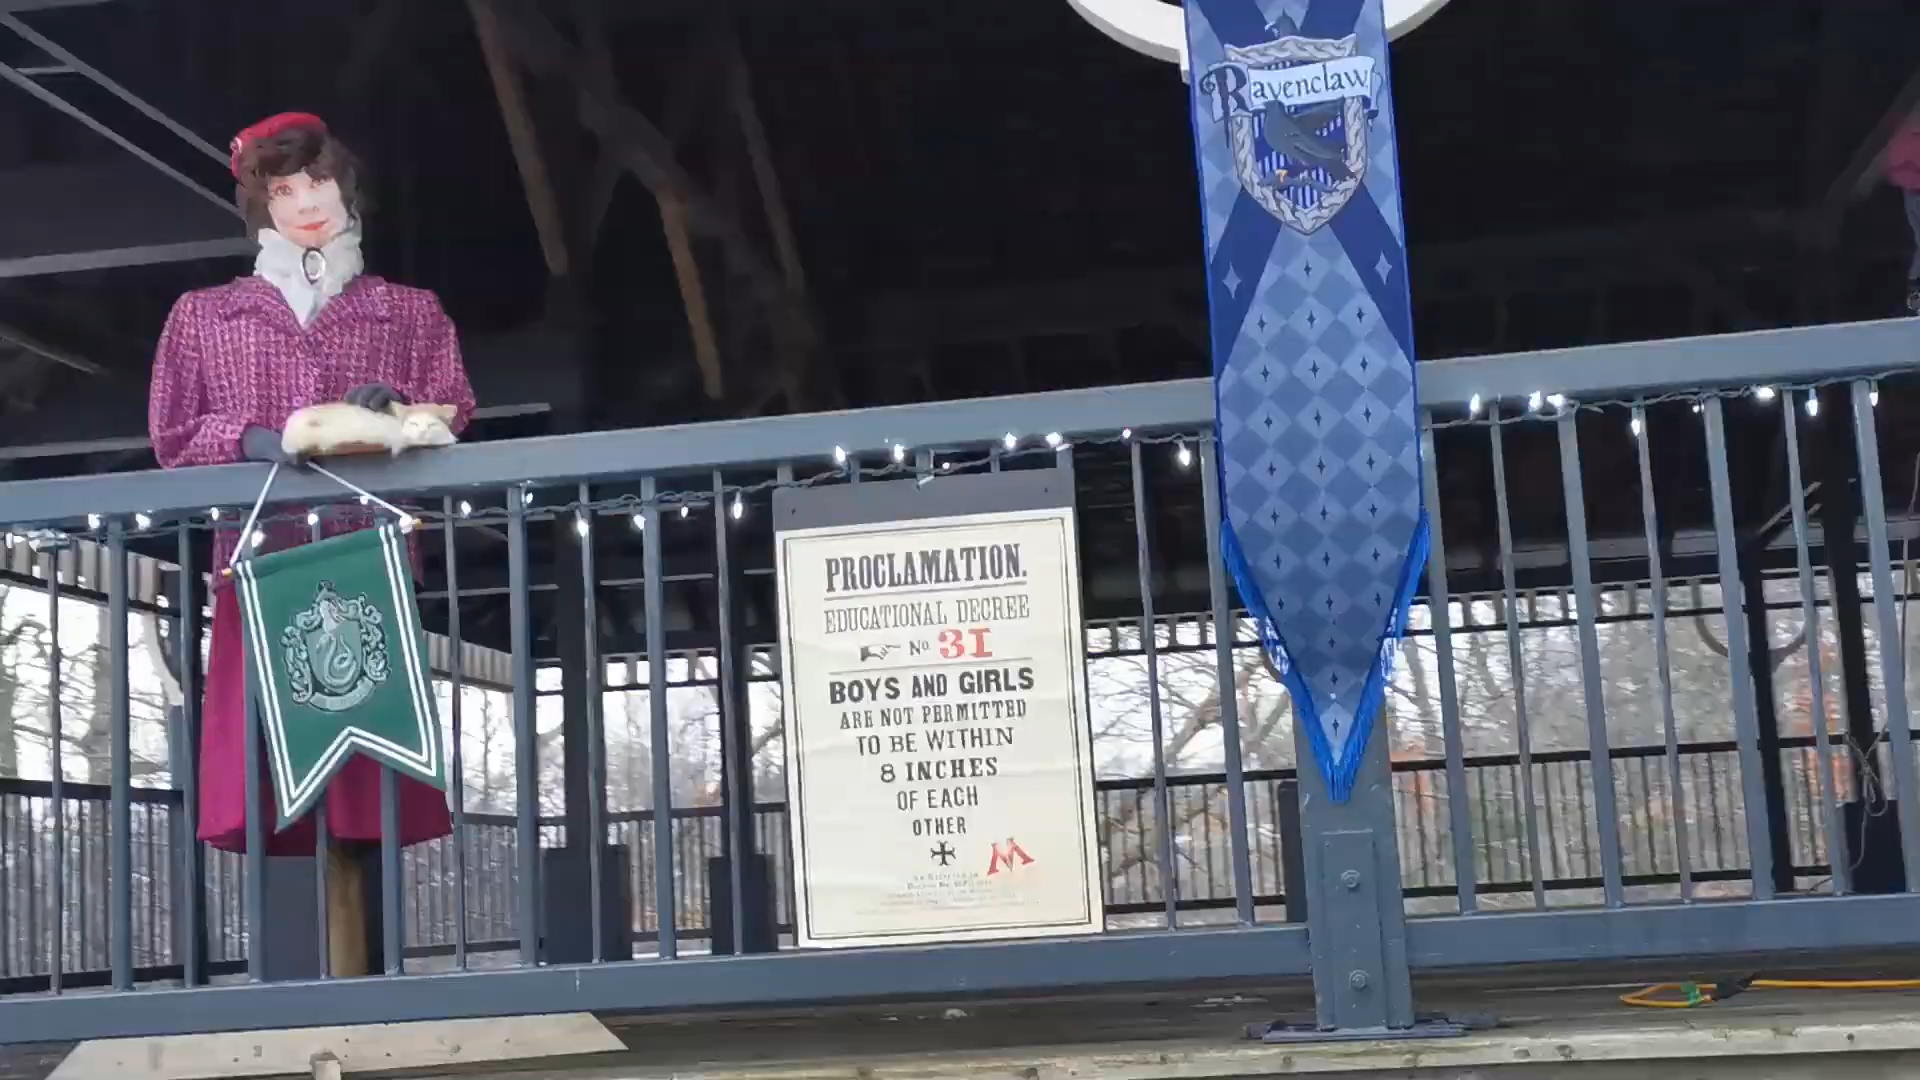 Ravenclaw
PROCLAMATION.
EDUCATIONAL DECREE
No. 31
BOYS AND GIRLS
ARE NOT PERMITTED
TO BE WITHIN
8 INCHES
OF EACH
OTHER
M